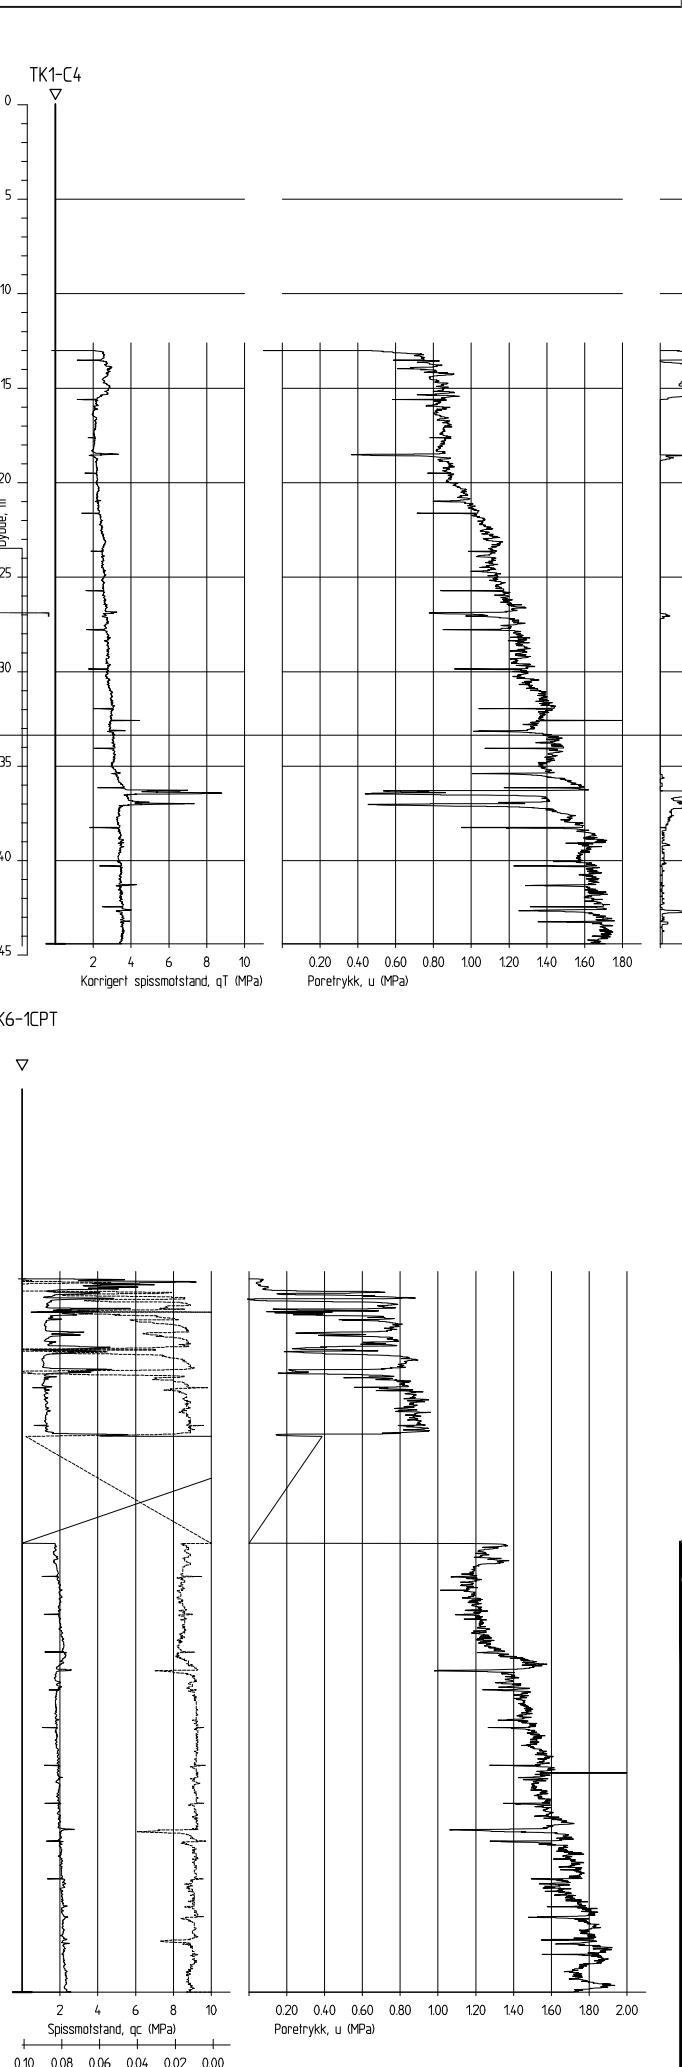 TK1-C4
0
5
10
15
20
25
30
35
40
45
2 4 6 8 10 0.20 0.40 0.60 0.80 1.00 1.20 1.40 1.60 1.80
Korrigert spissmotstand, qT (MPa) Poretrykk, u (MPa)
K6-1CPT
2 4 6 8 10 0.20 0.40 0.60 0.80 1.00 1.20 1.40 1.60 1.80 2.00
Spissmotstand, qc (MPa) Poretrykk, u (MPa)
0.10 0.08 0.06 0.04 0.02 0.00